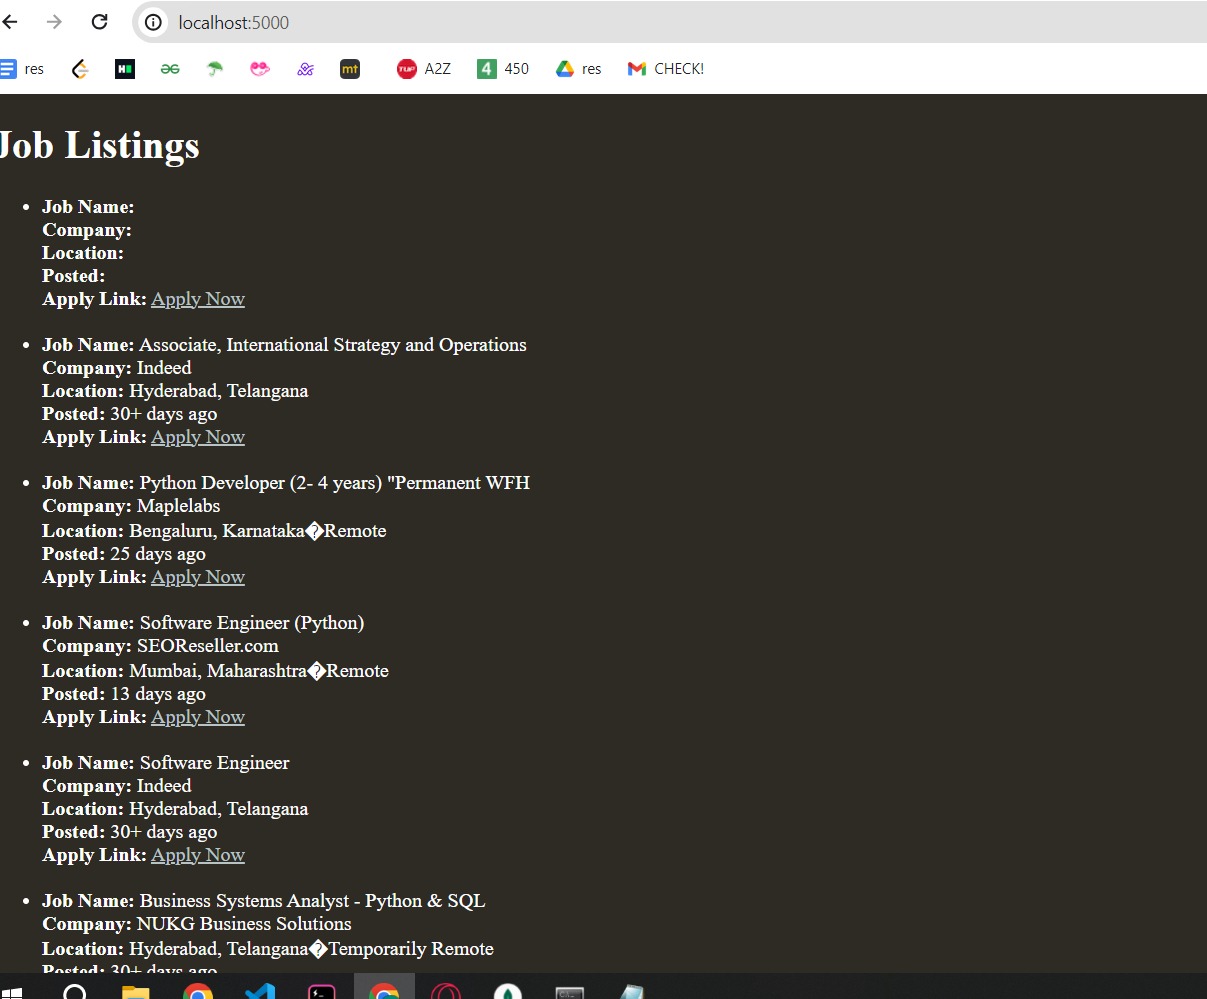 localhost:5000
res
mt
TUF
A2Z
4
450
res
CHECK!
Job Listings
Job Name:
Company:
Location:
Posted:
Apply Link: Apply Now
Job Name: Associate, International Strategy and Operations
Company: Indeed
Location: Hyderabad, Telangana
Posted: 30+ days ago
Apply Link: Apply Now
Job Name: Python Developer (2- 4 years) "Permanent WFH
Company: Maplelabs
Location: Bengaluru, Karnataka�Remote
Posted: 25 days ago
Apply Link: Apply Now
Job Name: Software Engineer (Python)
Company: SEOReseller.com
Location: Mumbai, Maharashtra�Remote
Posted: 13 days ago
Apply Link: Apply Now
Job Name: Software Engineer
Company: Indeed
Location: Hyderabad, Telangana
Posted: 30+ days ago
Apply Link: Apply Now
Job Name: Business Systems Analyst - Python & SQL
Company: NUKG Business Solutions
Location: Hyderabad, Telangana�Temporarily Remote
Posted: 30+ days ago